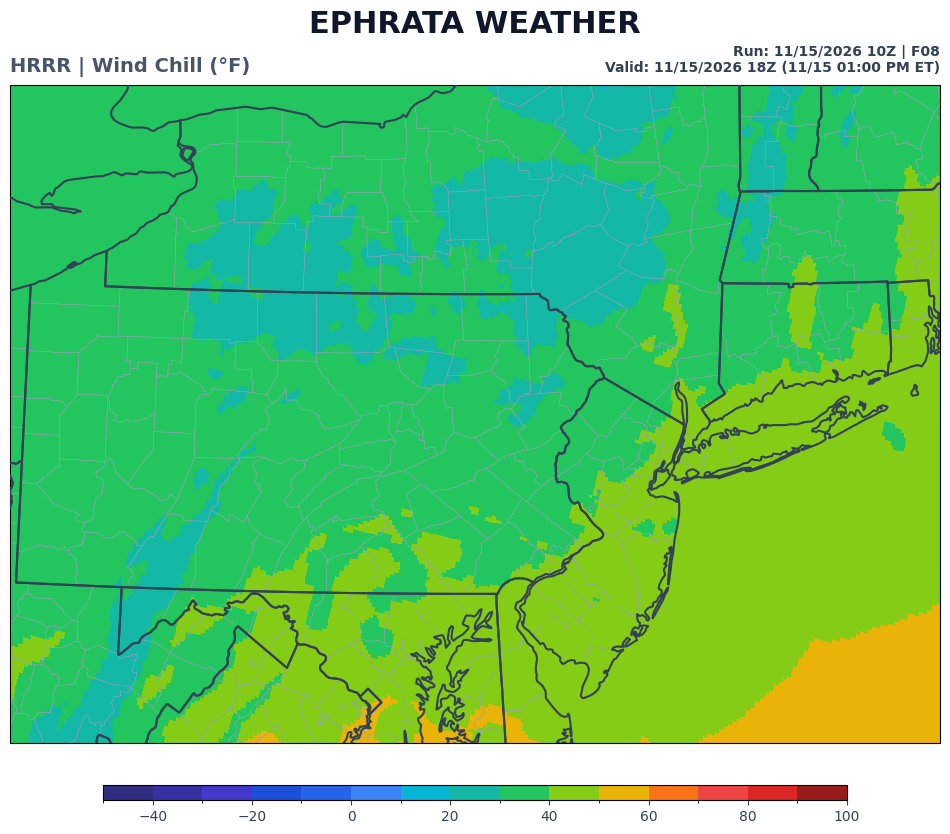 EPHRATA WEATHER
HRRR | Wind Chill (°F)
Run: 11/15/2026 10Z | F08
Valid: 11/15/2026 18Z (11/15 01:00 PM ET)
−40 −20 0 20 40 60 80 100